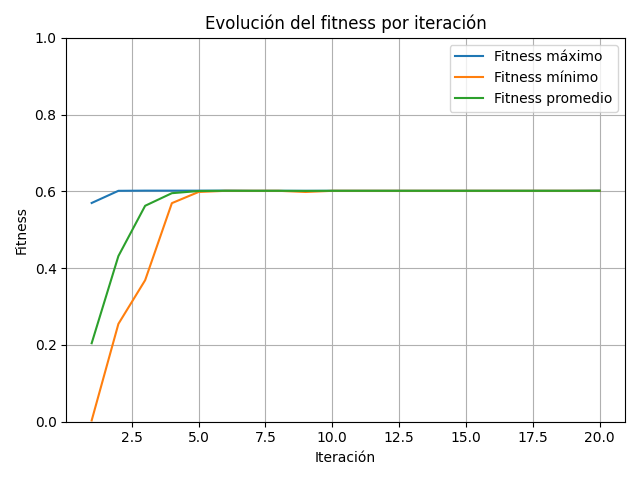 Evolución del fitness por iteración
Fitness máximo
Fitness mínimo
Fitness promedio
Fitness
1.0
0.8
0.6
0.4
0.2
0.0
2.5 5.0 7.5 10.0 12.5 15.0 17.5 20.0
Iteración